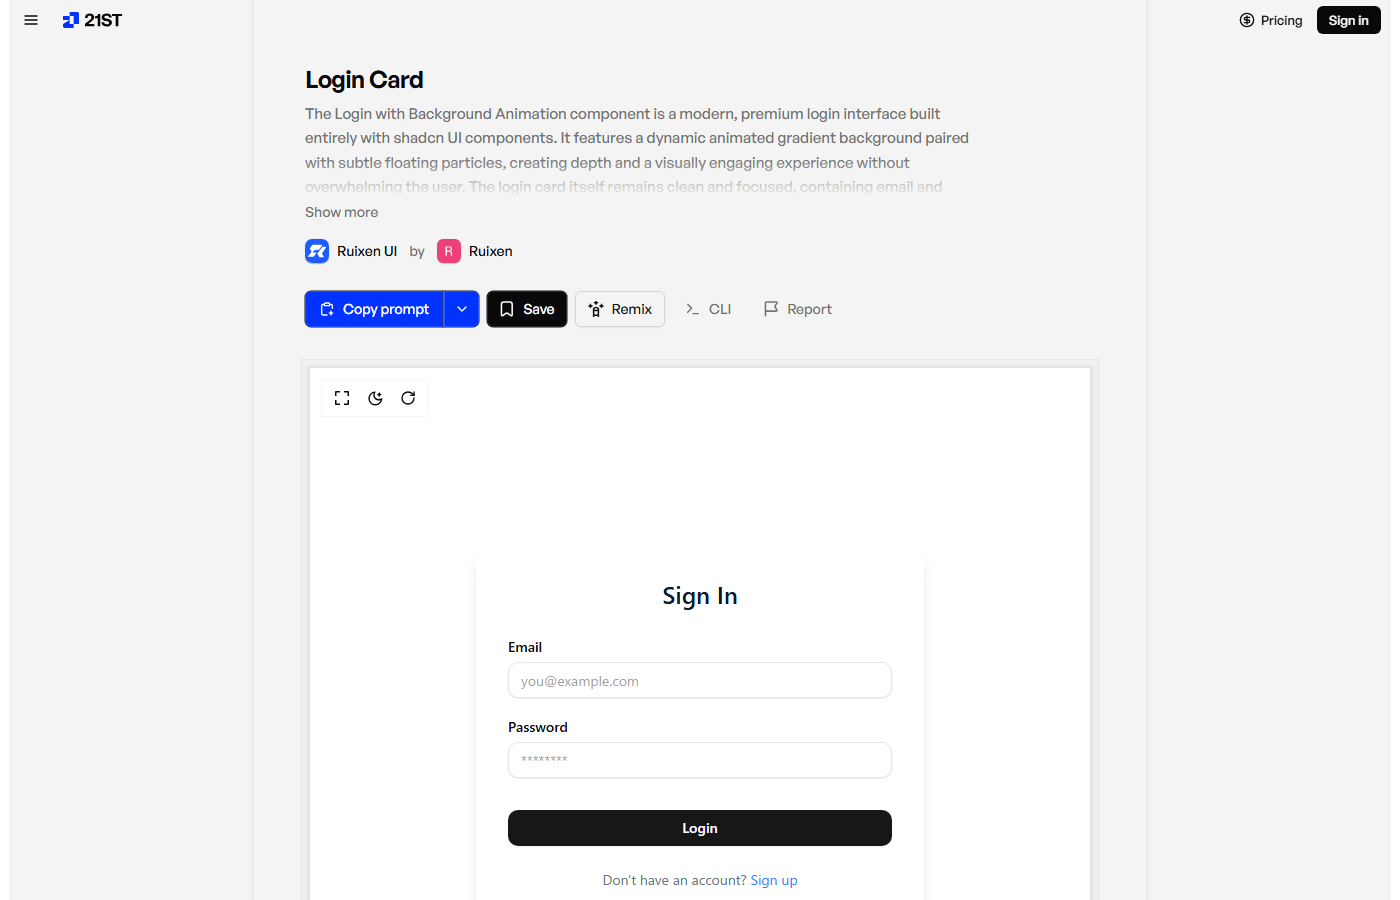 21ST
Pricing
Sign in
Login Card
The Login with Background Animation component is a modern, premium login interface built
entirely with shadcn UI components. It features a dynamic animated gradient background paired
with subtle floating particles, creating depth and a visually engaging experience without
overwhelming the user. The login card itself remains clean and focused, containing email and
Show more
Ruixen UI by R Ruixen
Copy prompt
Save
Remix
CLI
Report
Sign In
Email
you@example.com
Password
********
Login
Don't have an account? Sign up